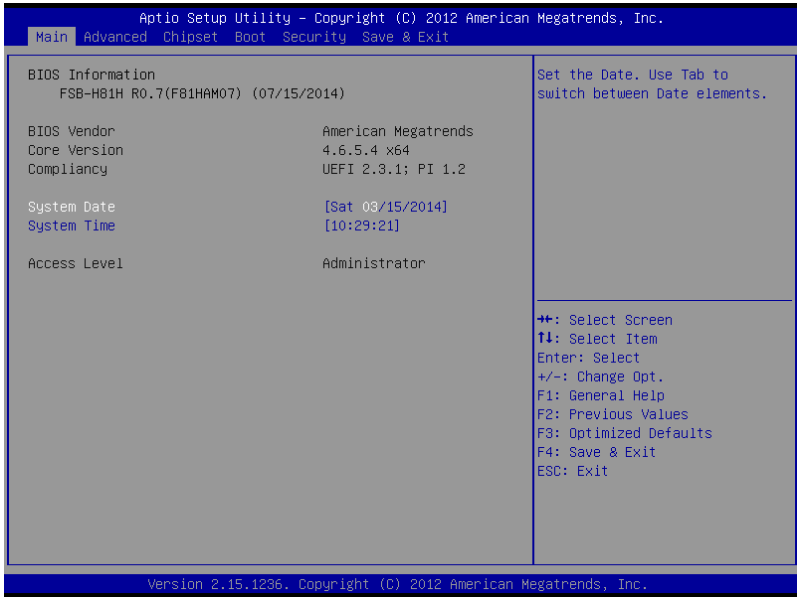 Aptio Setup Utility – Copyright (C) 2012 American Megatrends, Inc.
Main Advanced Chipset Boot Security Save & Exit
BIOS Information
FSB-H81H R0.7(F81HAM07) (07/15/2014)
BIOS Vendor American Megatrends
Core Version 4.6.5.4 x64
Compliancy UEFI 2.3.1; PI 1.2
System Date [Sat 03/15/2014]
System Time [10:29:21]
Access Level Administrator
Set the Date. Use Tab to
switch between Date elements.
→←: Select Screen
↑↓: Select Item
Enter: Select
+/-: Change Opt.
F1: General Help
F2: Previous Values
F3: Optimized Defaults
F4: Save & Exit
ESC: Exit
Version 2.15.1236. Copyright (C) 2012 American Megatrends, Inc.